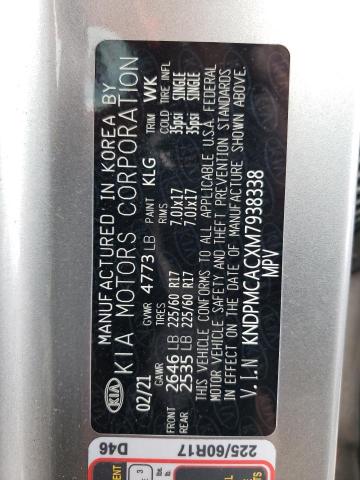 MANUFACTURED IN KOREA BY
KIA MOTORS CORPORATION
KIA
02/21 GVWR 4773 LB PAINT KLG TRIM WK
GAWR TIRES COLD TIRE INFL
FRT 2646 LB 225/60 R17 7.0JX17 35psi SINGLE
REAR 2535 LB 225/60 R17 7.0JX17 35psi SINGLE
THIS VEHICLE CONFORMS TO ALL APPLICABLE U.S.A. FEDERAL
MOTOR VEHICLE SAFETY AND THEFT PREVENTION STANDARDS
IN EFFECT ON THE DATE OF MANUFACTURE SHOWN ABOVE.
V.I.N KNDPMCACXM7938338
MPV
D46
225/60R17